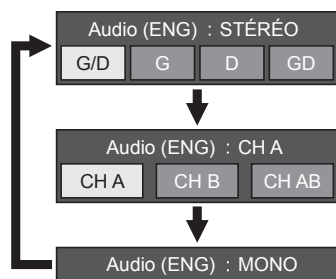 Audio (ENG) : STÉRÉO
G/D G D GD
Audio (ENG) : CH A
CH A CH B CH AB
Audio (ENG) : MONO